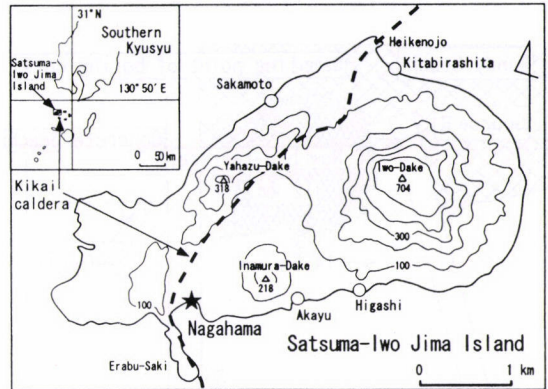 31°N
Southern
Kyusyu
Satsuma-
Iwo Jima
Island
130°50'E
0 50km
Kikail
caldera
Heikenojo
Kitabirashita
Sakamoto
Yahazu-Dake
318
Iwo-Dake
704
300
100
Inamura-Dake
218
100
Higashi
Akayu
Nagahama
Erabu-Saki
Satsuma-Iwo Jima Island
0 1 km